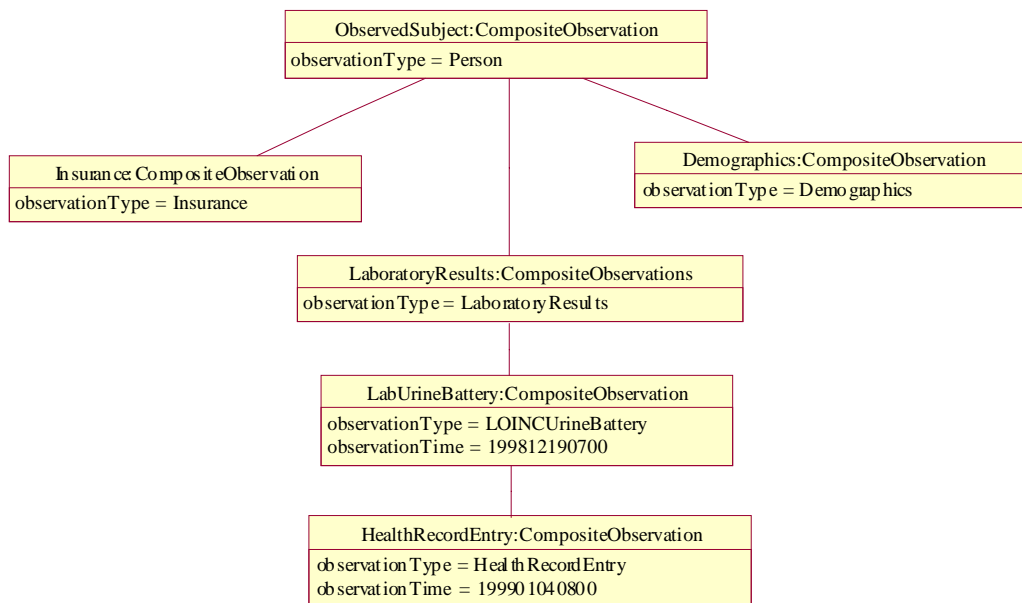 ObservedSubject:CompositeObservation
observationType = Person
Insurance:CompositeObservation
observationType = Insurance
Demographics:CompositeObservation
observationType = Demographics
LaboratoryResults:CompositeObservations
observationType = LaboratoryResults
LabUrineBattery:CompositeObservation
observationType = LOINCUrineBattery
observationTime = 199812190700
HealthRecordEntry:CompositeObservation
observationType = HealthRecordEntry
observationTime = 199901040800